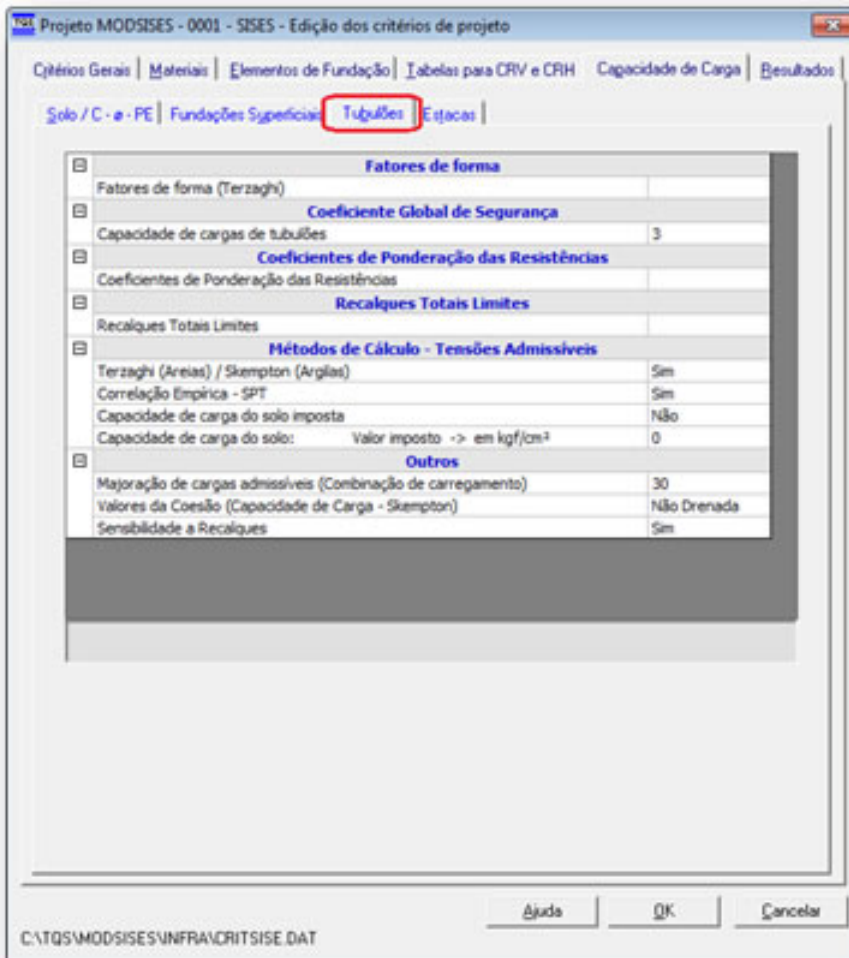 TQS Projeto MODSISES - 0001 - SISES - Edição dos critérios de projeto
Critérios Gerais | Materiais | Elementos de Fundação | Tabelas para CRV e CRH Capacidade de Carga | Resultados
Solo / C - ø - PE | Fundações Superficiais Tubulões Estacas
Fatores de forma
Fatores de forma (Terzaghi)
Coeficiente Global de Segurança
Capacidade de cargas de tubulões 3
Coeficientes de Ponderação das Resistências
Coeficientes de Ponderação das Resistências
Recalques Totais Limites
Recalques Totais Limites
Métodos de Cálculo - Tensões Admissíveis
Terzaghi (Areias) / Skempton (Argilas) Sim
Correlação Empírica - SPT Sim
Capacidade de carga do solo imposta Não
Capacidade de carga do solo: Valor imposto -> em kgf/cm² 0
Outros
Majoração de cargas admissíveis (Combinação de carregamento) 30
Valores da Coesão (Capacidade de Carga - Skempton) Não Drenada
Sensibilidade a Recalques Sim
Ajuda OK Cancelar
C:\TQS\MODSISES\INFRA\CRITSISE.DAT